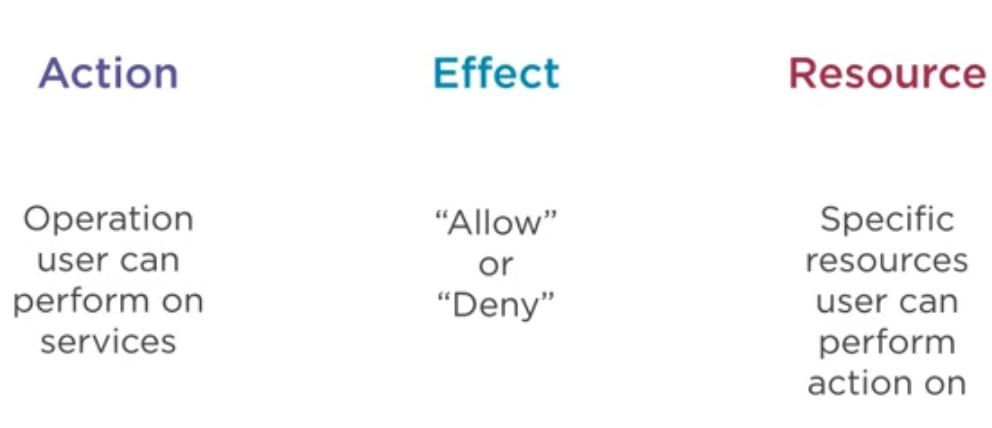 Action
Effect
Resource
Operation
user can
perform on
services
“Allow”
or
“Deny”
Specific
resources
user can
perform
action on